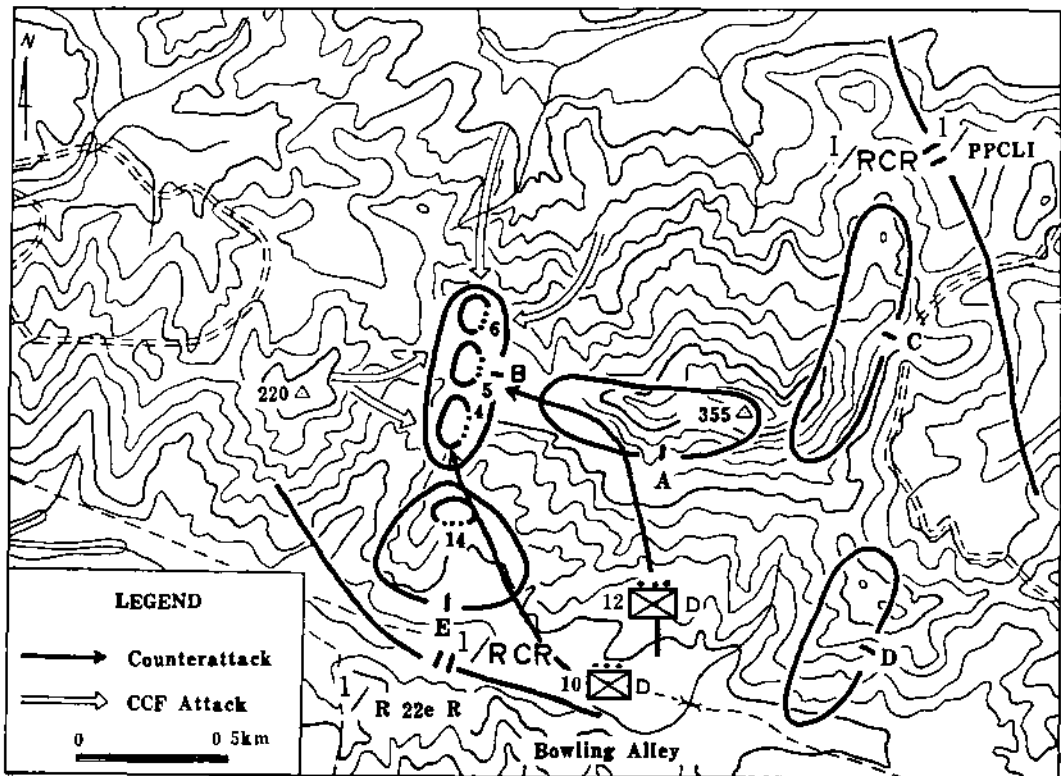 N
1/RCR
1/PPCLI
6
B
5
4
C
220
355
A
14
12 D
E
1/RCR
D
10 D
1/R 22e R
Bowling Alley
LEGEND
Counterattack
CCF Attack
0 0 5km